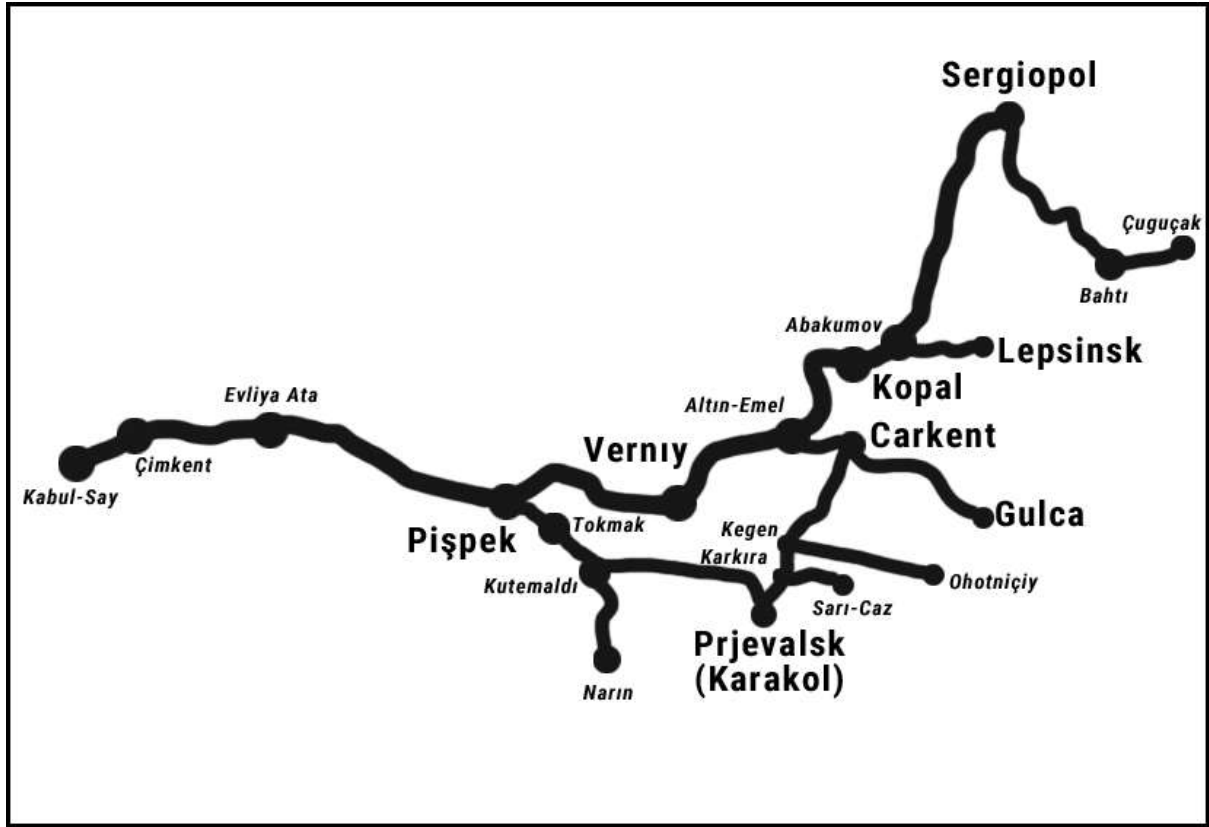 Sergiopol
Çuguçak
Bahtı
Abakumov
Lepsinsk
Kopal
Evliya Ata
Altın-Emel
Vernıy
Carkent
Çimkent
Kabul-Say
Gulca
Tokmak
Pişpek
Kegen
Karkıra
Kutemaldı
Ohotniçiy
Sarı-Caz
Prjevalsk
(Karakol)
Narın